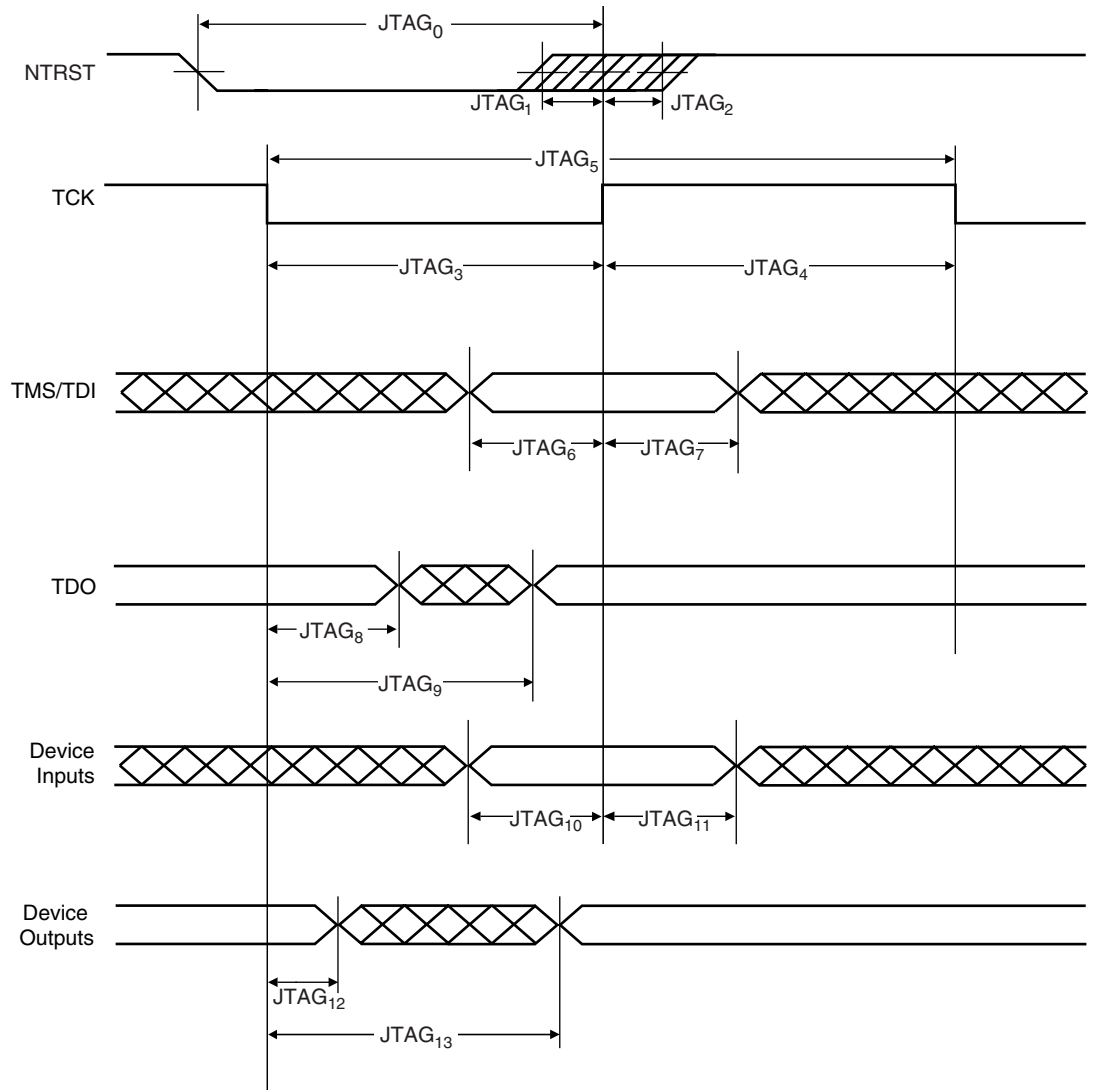 JTAG₀
NTRST
JTAG₁
JTAG₂
JTAG₅
TCK
JTAG₃
JTAG₄
TMS/TDI
JTAG₆
JTAG₇
TDO
JTAG₈
JTAG₉
Device
Inputs
JTAG₁₀
JTAG₁₁
Device
Outputs
JTAG₁₂
JTAG₁₃